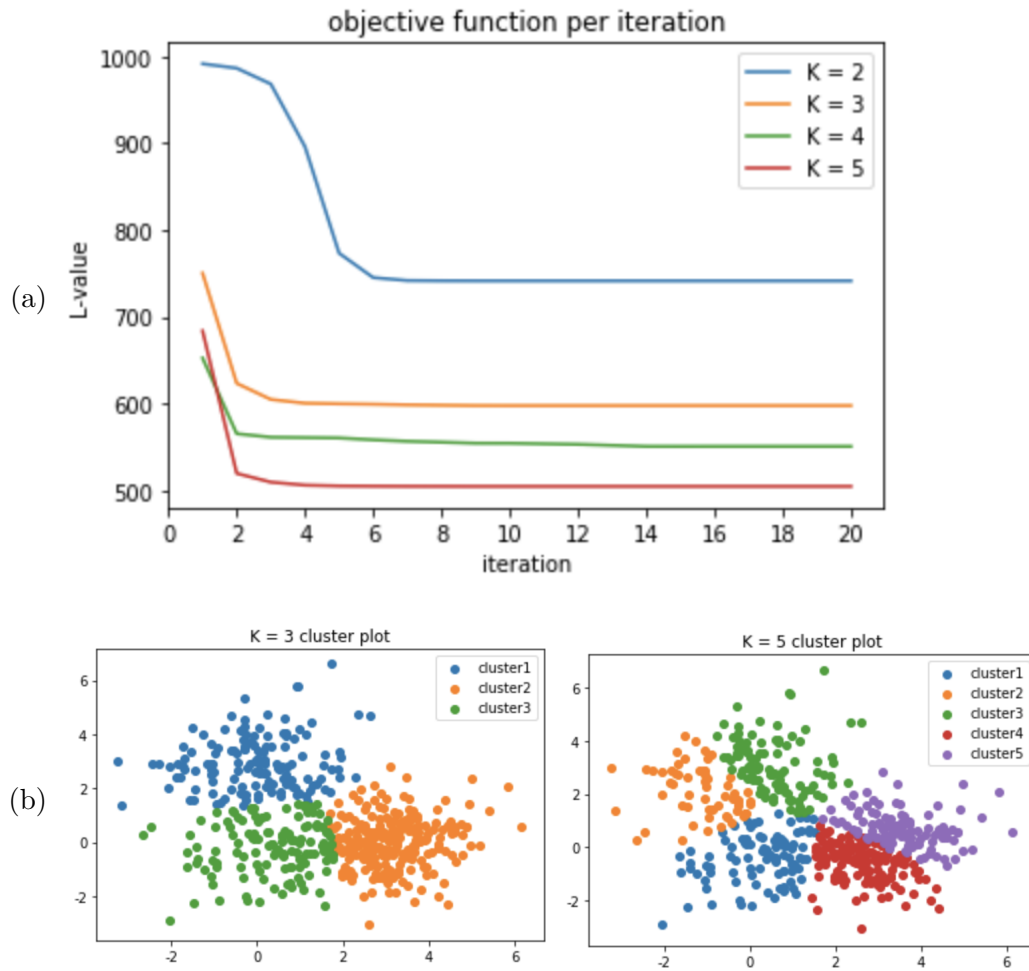 objective function per iteration
1000
900
800
700
600
500
L-value
K = 2
K = 3
K = 4
K = 5
0 2 4 6 8 10 12 14 16 18 20
iteration
(a)
K = 3 cluster plot
cluster1
cluster2
cluster3
6
4
2
0
-2
-2 0 2 4 6
K = 5 cluster plot
cluster1
cluster2
cluster3
cluster4
cluster5
6
4
2
0
-2
-2 0 2 4 6
(b)